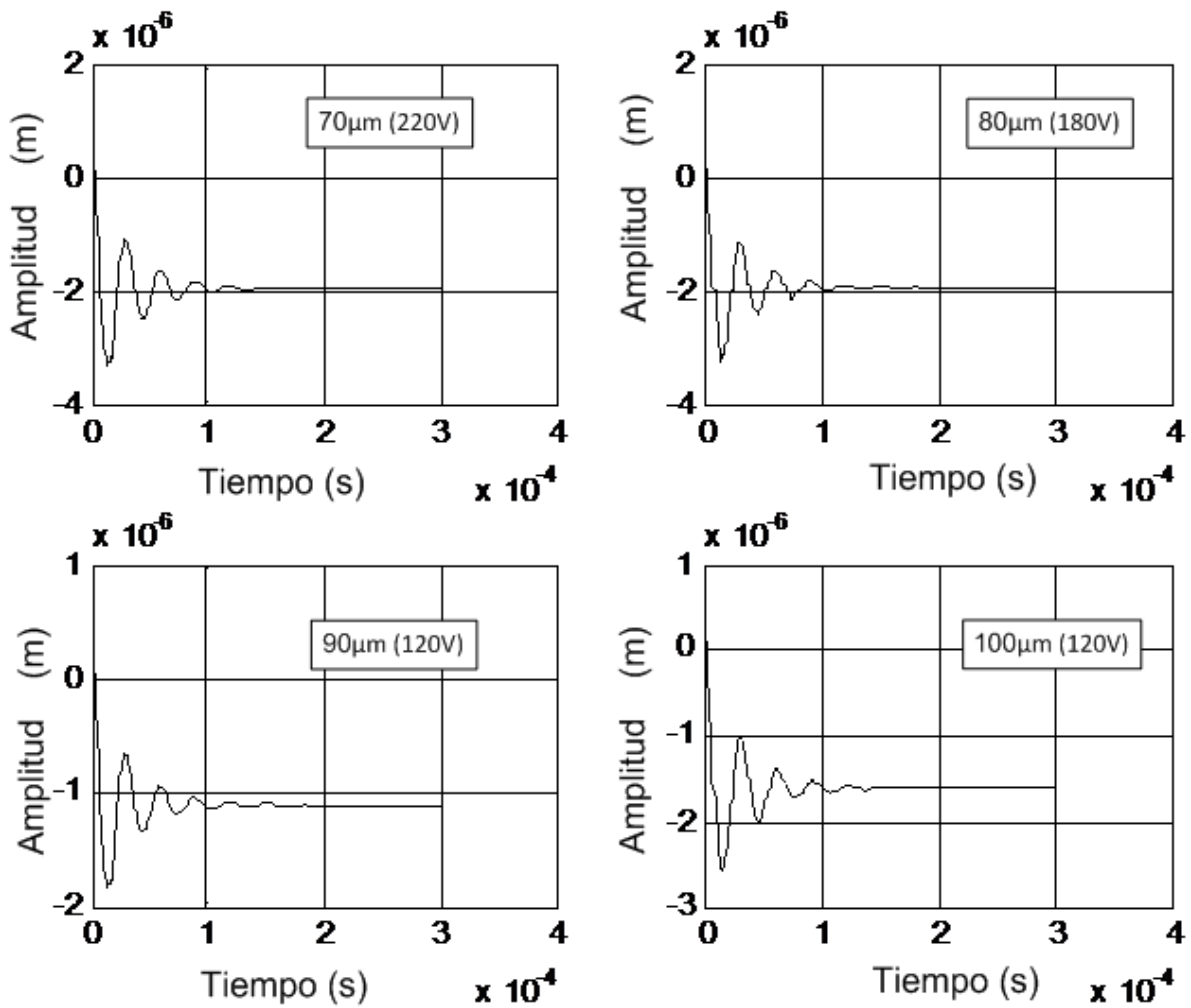 x 10-6
2
0
-2
-4
Amplitud (m)
70µm (220V)
0 1 2 3 4
Tiempo (s)
x 10-4
x 10-6
2
0
-2
-4
Amplitud (m)
80µm (180V)
0 1 2 3 4
Tiempo (s)
x 10-4
x 10-6
1
0
-1
-2
Amplitud (m)
90µm (120V)
0 1 2 3 4
Tiempo (s)
x 10-4
x 10-6
1
0
-1
-2
-3
Amplitud (m)
100µm (120V)
0 1 2 3 4
Tiempo (s)
x 10-4